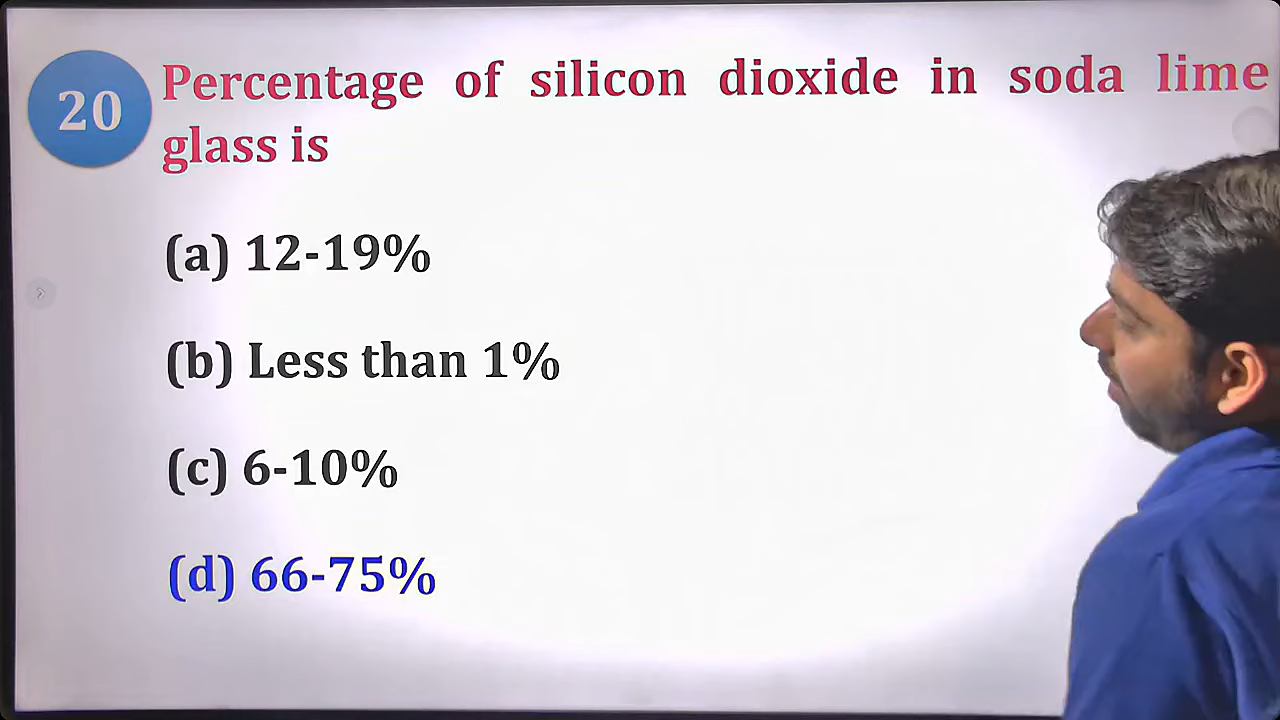 20
Percentage of silicon dioxide in soda lime
glass is
(a) 12-19%
(b) Less than 1%
(c) 6-10%
(d) 66-75%